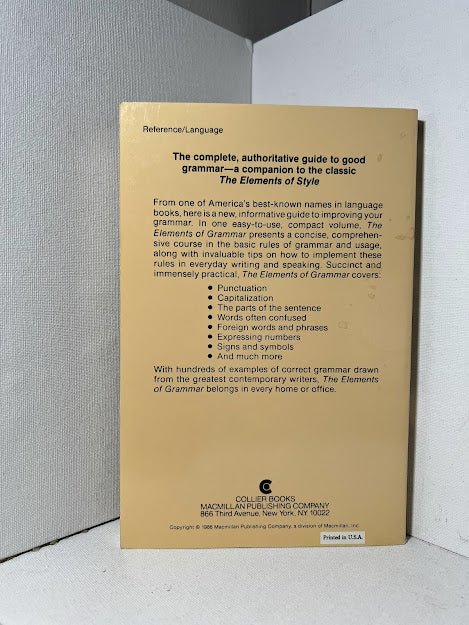 Reference/Language
The complete, authoritative guide to good
grammar—a companion to the classic
The Elements of Style
From one of America's best-known names in language
books, here is a new, informative guide to improving your
grammar. In one easy-to-use, compact volume, The
Elements of Grammar presents a concise, comprehen-
sive course in the basic rules of grammar and usage,
along with invaluable tips on how to implement these
rules in everyday writing and speaking. Succinct and
immensely practical, The Elements of Grammar covers:
• Punctuation
• Capitalization
• The parts of the sentence
• Words often confused
• Foreign words and phrases
• Expressing numbers
• Signs and symbols
• And much more
With hundreds of examples of correct grammar drawn
from the greatest contemporary writers, The Elements
of Grammar belongs in every home or office.
COLLIER BOOKS
MACMILLAN PUBLISHING COMPANY
866 Third Avenue, New York, NY 10022
Copyright © 1986 Macmillan Publishing Company, a division of Macmillan, Inc.
Printed in U.S.A.